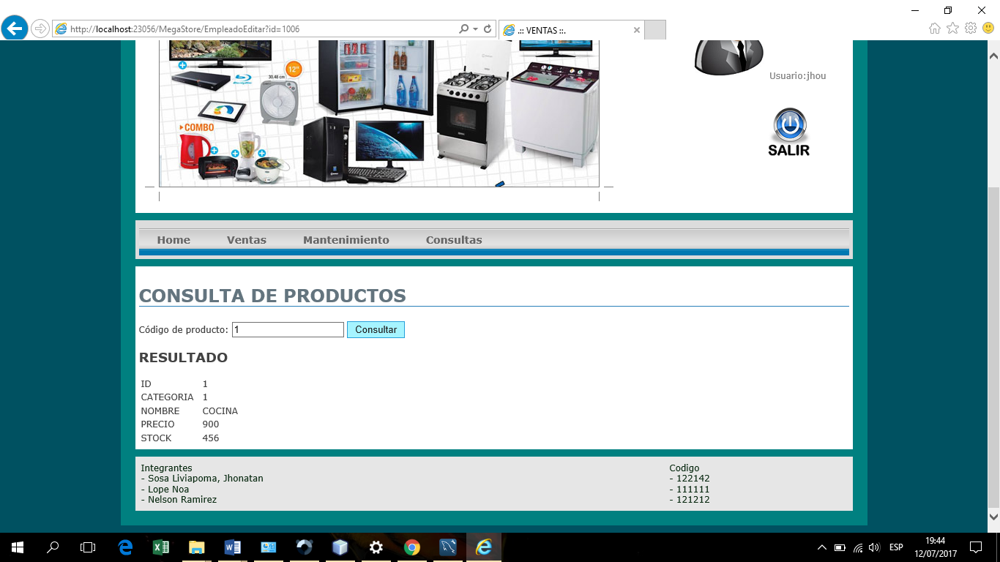 http://localhost:23056/MegaStore/EmpleadoEditar?id=1006
.:: VENTAS ::.
12"
30.48 cm
COMBO
Usuario:jhou
SALIR
Home Ventas Mantenimiento Consultas
CONSULTA DE PRODUCTOS
Código de producto: 1 Consultar
RESULTADO
ID 1
CATEGORIA 1
NOMBRE COCINA
PRECIO 900
STOCK 456
Integrantes Codigo
- Sosa Liviapoma, Jhonatan - 122142
- Lope Noa - 111111
- Nelson Ramirez - 121212
ESP
19:44
12/07/2017